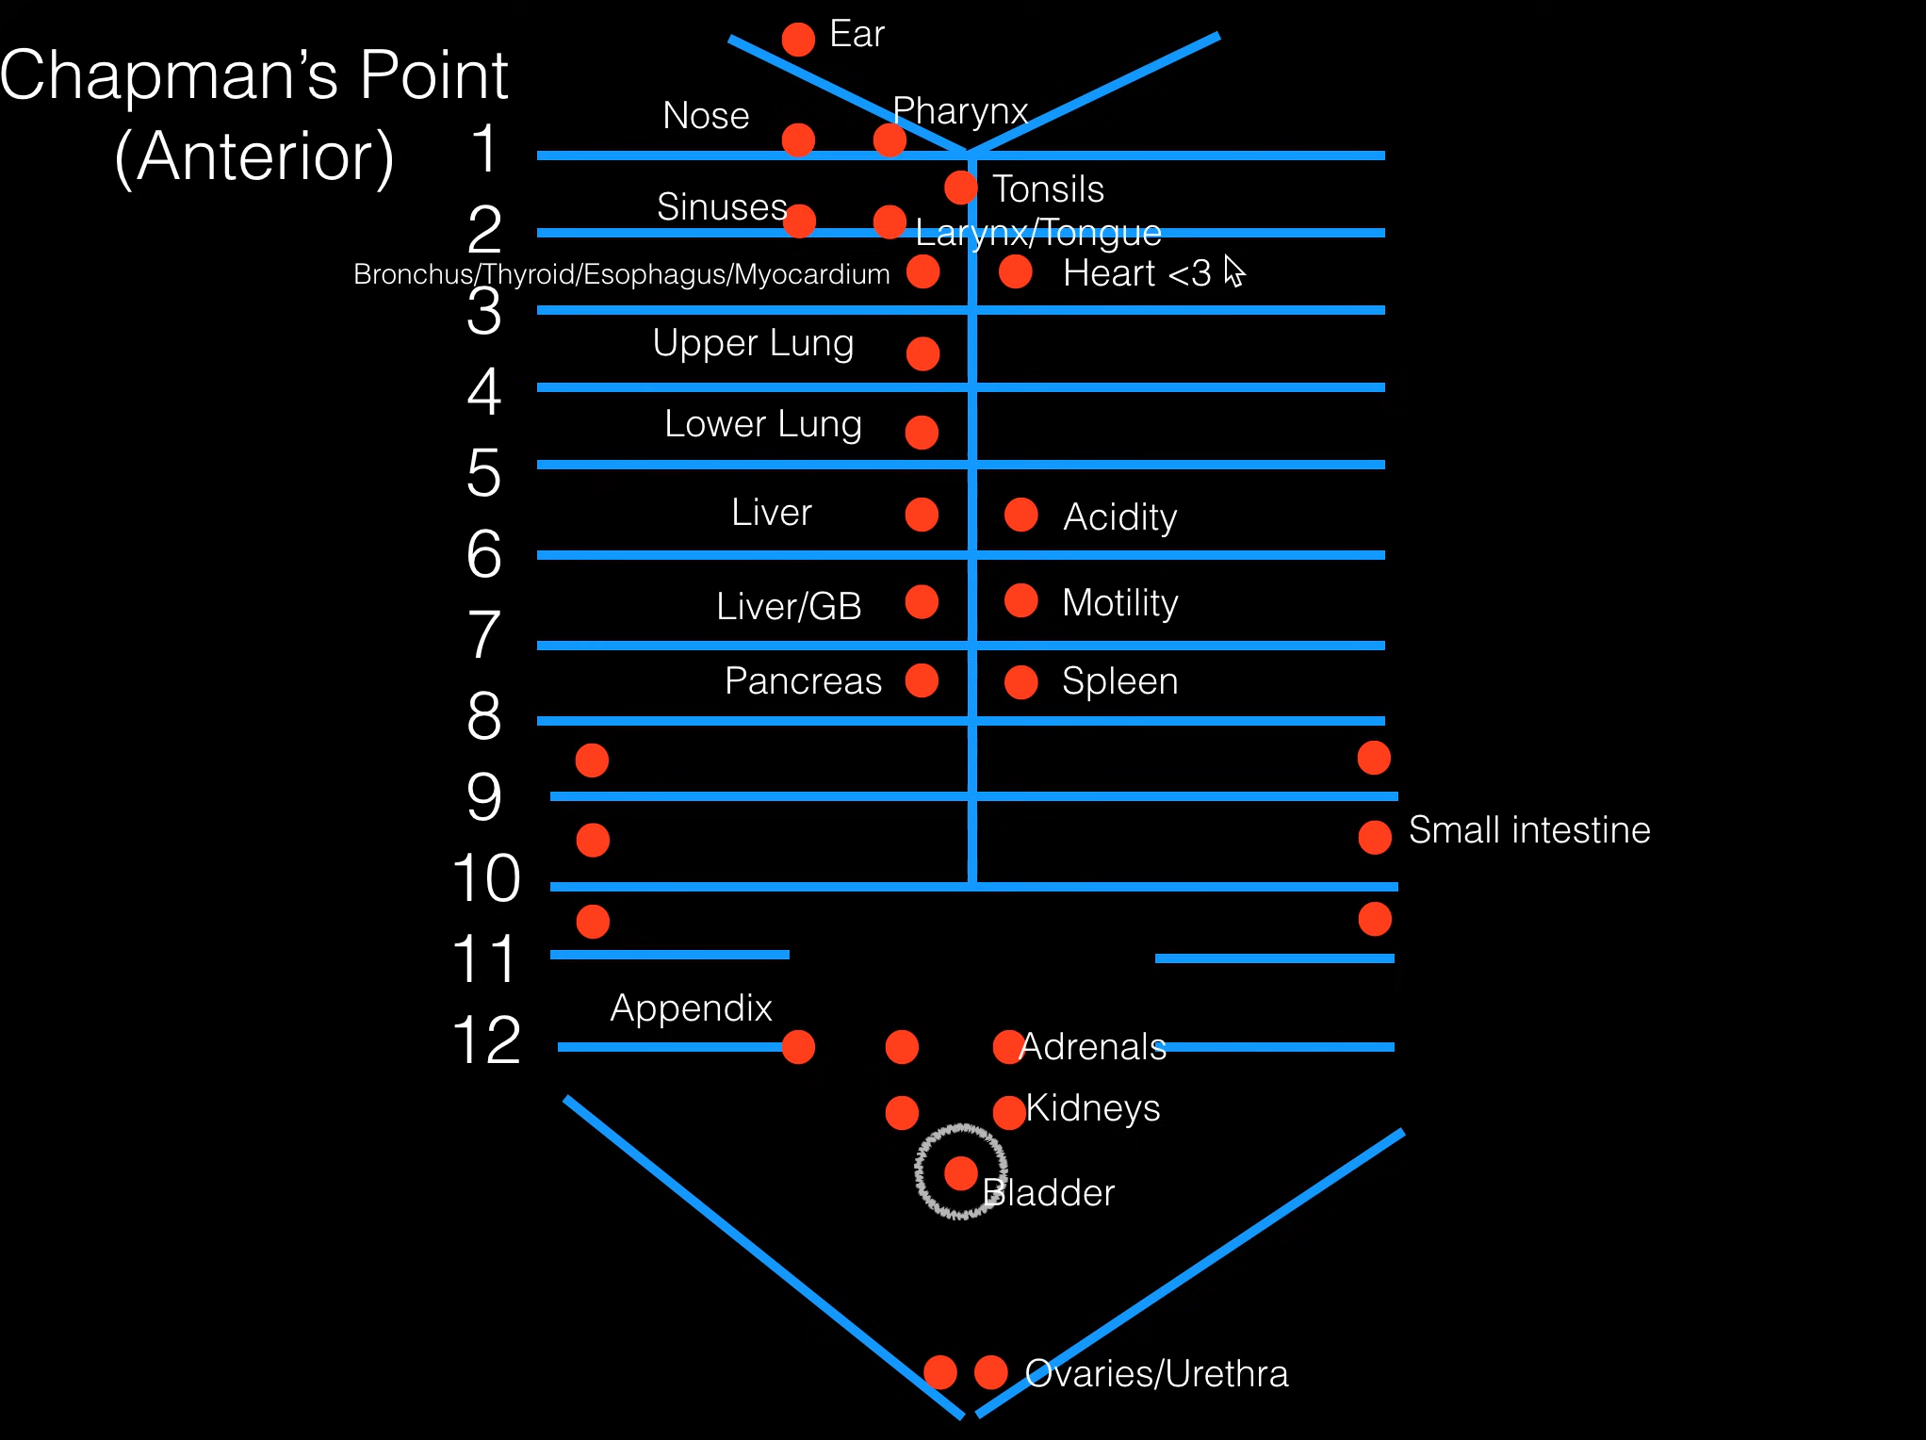 Chapman's Point
(Anterior)
Ear
Nose
Pharynx
1
Tonsils
Sinuses
2
Larynx/Tongue
Bronchus/Thyroid/Esophagus/Myocardium
Heart <3
3
Upper Lung
4
Lower Lung
5
Liver
Acidity
6
Liver/GB
Motility
7
Pancreas
Spleen
8
9
Small intestine
10
11
Appendix
12
Adrenals
Kidneys
Bladder
Ovaries/Urethra